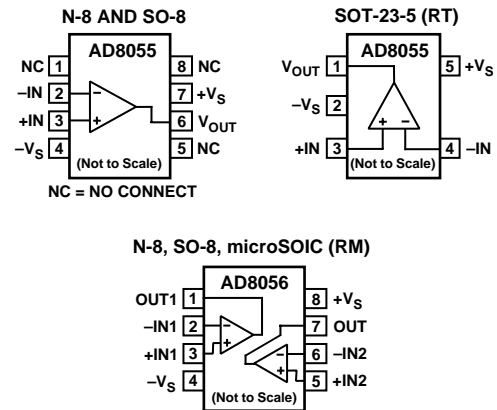 N-8 AND SO-8
AD8055
NC 1 8 NC
–IN 2 – 7 +VS
+IN 3 + 6 VOUT
–VS 4 5 NC
(Not to Scale)
NC = NO CONNECT
SOT-23-5 (RT)
AD8055
VOUT 1 5 +VS
–VS 2
+ –
+IN 3 4 –IN
(Not to Scale)
N-8, SO-8, microSOIC (RM)
AD8056
OUT1 1 8 +VS
–IN1 2 – 7 OUT
+IN1 3 + – 6 –IN2
–VS 4 + 5 +IN2
(Not to Scale)